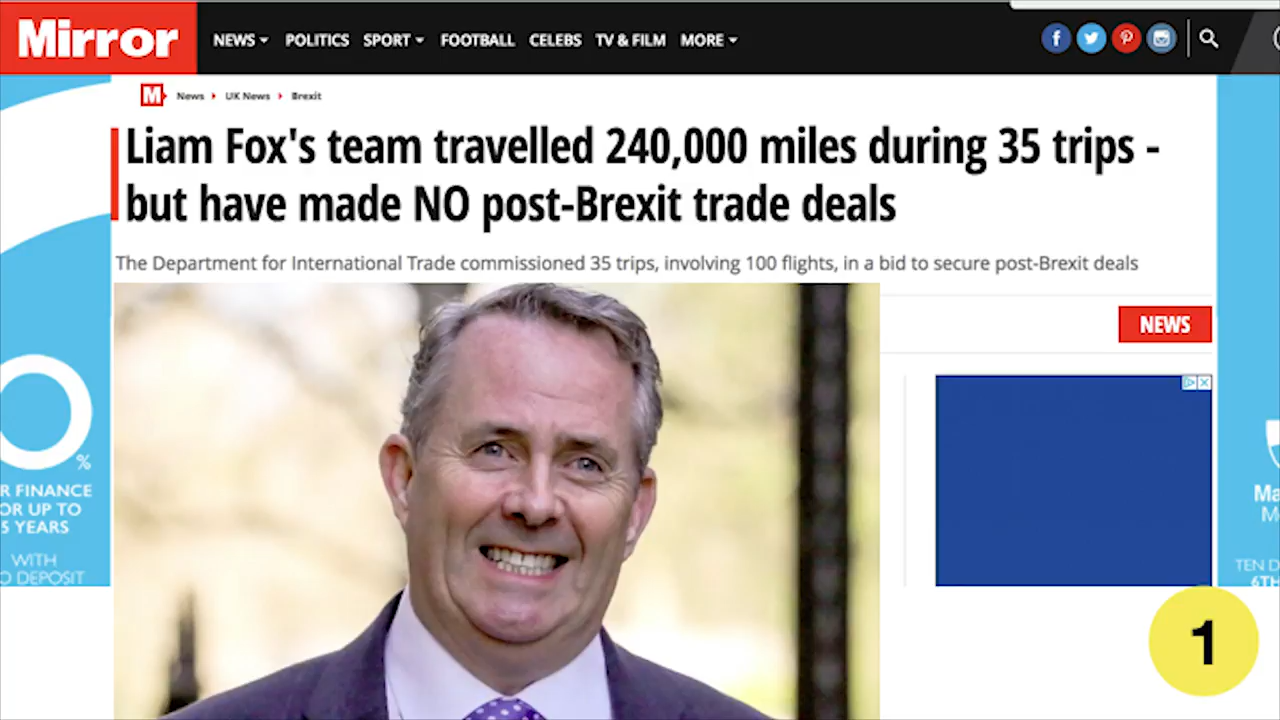 Mirror
NEWS POLITICS SPORT FOOTBALL CELEBS TV & FILM MORE
M News UK News Brexit
Liam Fox's team travelled 240,000 miles during 35 trips -
but have made NO post-Brexit trade deals
The Department for International Trade commissioned 35 trips, involving 100 flights, in a bid to secure post-Brexit deals
NEWS
%
R FINANCE
OR UP TO
5 YEARS
WITH
O DEPOSIT
Ma
M
TEN D
6TH
1